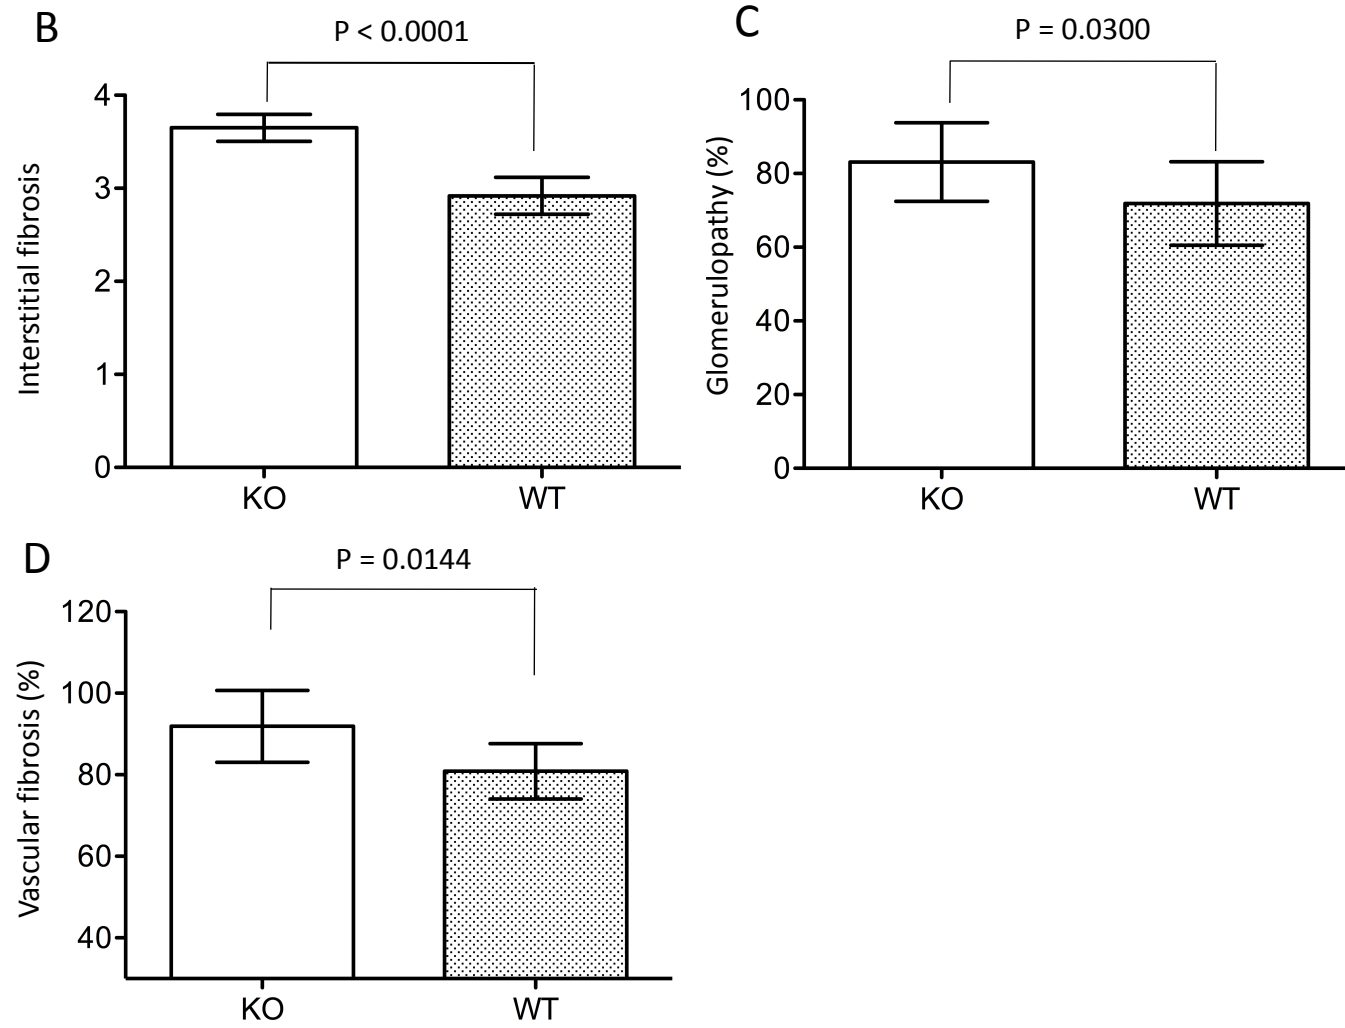 B
P < 0.0001
Interstitial fibrosis
4
3
2
1
0
KO WT
C
P = 0.0300
Glomerulopathy (%)
100
80
60
40
20
0
KO WT
D
P = 0.0144
Vascular fibrosis (%)
120
100
80
60
40
KO WT